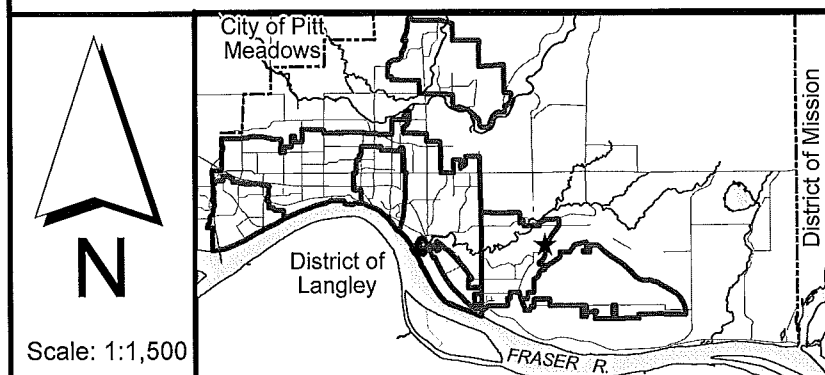 City of Pitt
Meadows
District of Mission
District of
Langley
FRASER R.
N
Scale: 1:1,500